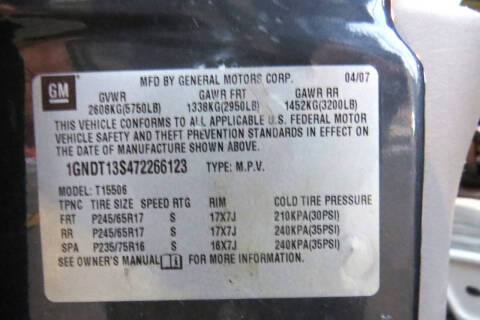 GM
MFD BY GENERAL MOTORS CORP. 04/07
GVWR GAWR FRT GAWR RR
2608KG(5750LB) 1338KG(2950LB) 1452KG(3200LB)
THIS VEHICLE CONFORMS TO ALL APPLICABLE U.S. FEDERAL MOTOR
VEHICLE SAFETY AND THEFT PREVENTION STANDARDS IN EFFECT ON
THE DATE OF MANUFACTURE SHOWN ABOVE.
1GNDT13S472266123 TYPE: M.P.V.
MODEL: T15506
TPNC TIRE SIZE SPEED RTG RIM COLD TIRE PRESSURE
FRT P245/65R17 S 17X7J 210KPA(30PSI)
RR P245/65R17 S 17X7J 240KPA(35PSI)
SPA P235/75R16 S 16X7J 240KPA(35PSI)
SEE OWNER'S MANUAL FOR MORE INFORMATION.